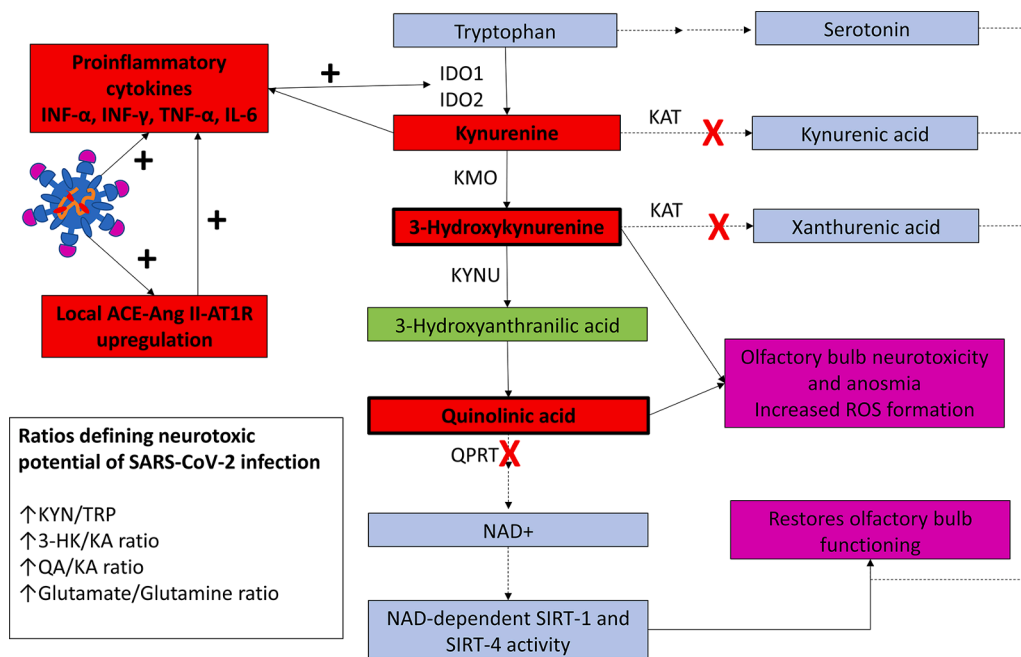 Tryptophan
Serotonin
Proinflammatory
cytokines
INF-α, INF-γ, TNF-α, IL-6
+
IDO1
IDO2
Kynurenine
KAT
X
Kynurenic acid
+
KMO
3-Hydroxykynurenine
KAT
X
Xanthurenic acid
+
+
KYNU
Local ACE-Ang II-AT1R
upregulation
3-Hydroxyanthranilic acid
Olfactory bulb neurotoxicity
and anosmia
Increased ROS formation
Quinolinic acid
QPRT
X
Ratios defining neurotoxic
potential of SARS-CoV-2 infection
↑KYN/TRP
↑3-HK/KA ratio
↑QA/KA ratio
↑Glutamate/Glutamine ratio
NAD+
Restores olfactory bulb
functioning
NAD-dependent SIRT-1 and
SIRT-4 activity